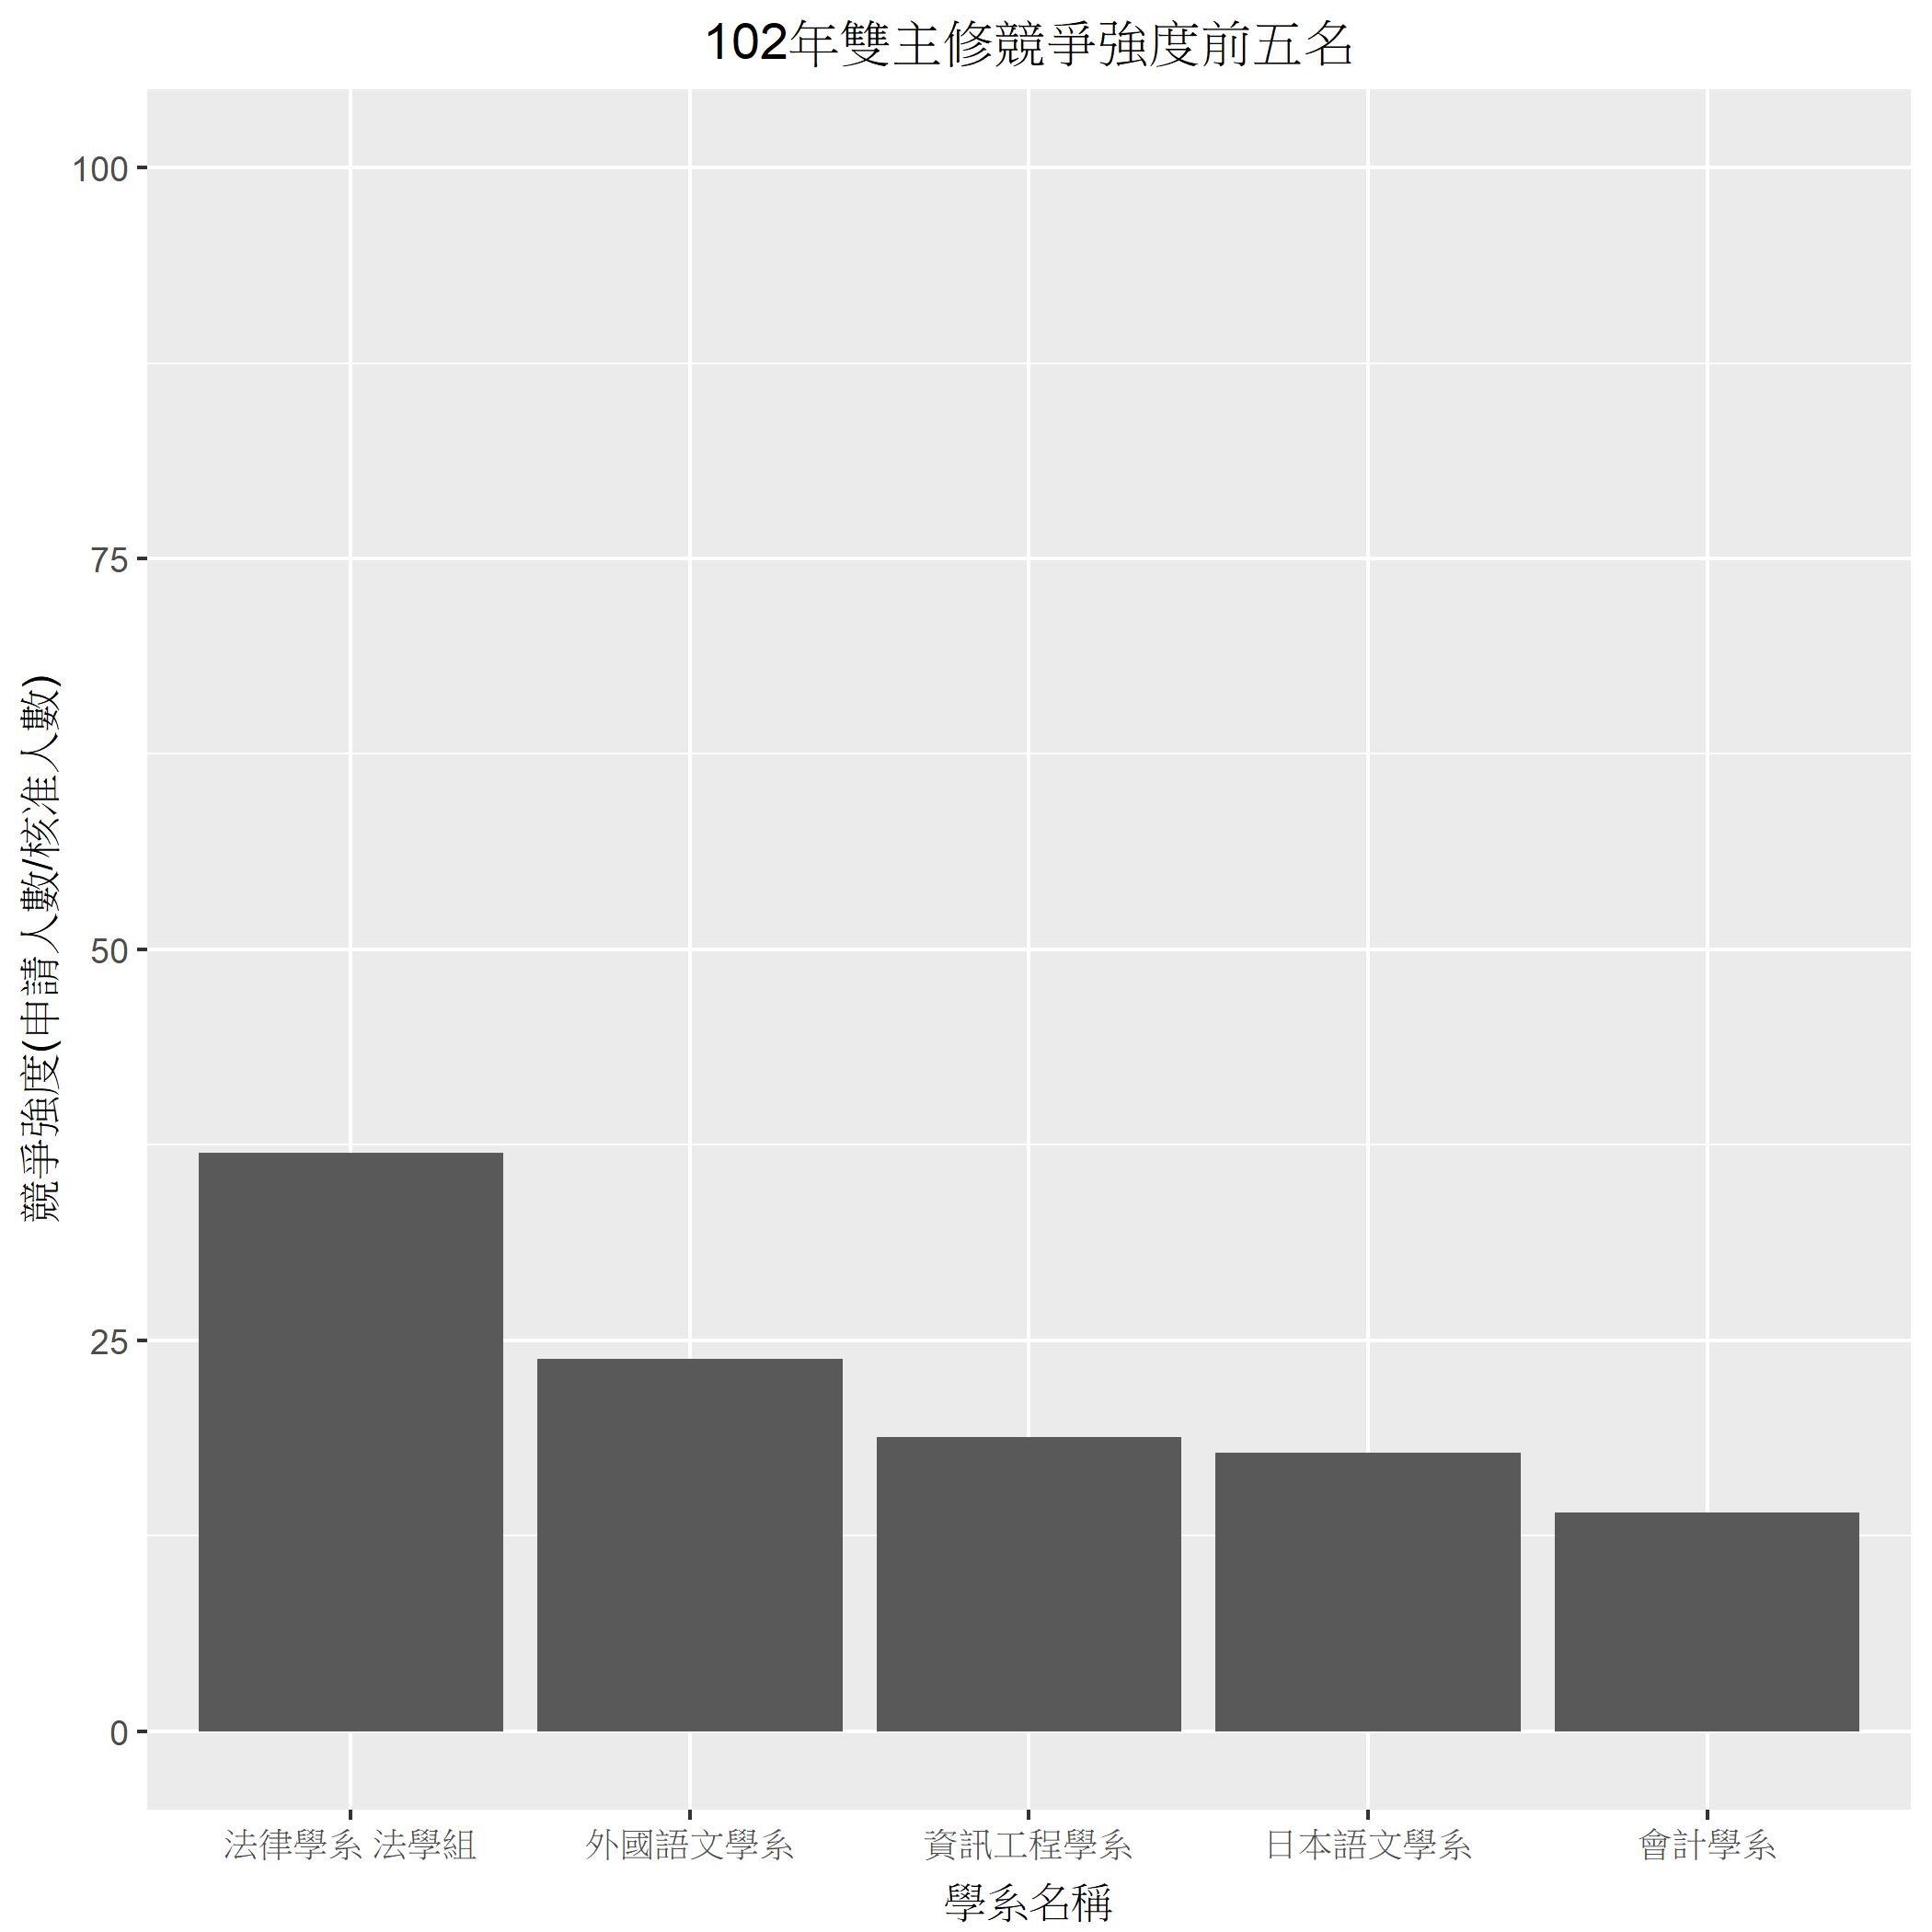 102年雙主修競爭強度前五名
競爭強度(申請人數/核准人數)
100
75
50
25
0
法律學系 法學組
外國語文學系
資訊工程學系
日本語文學系
會計學系
學系名稱